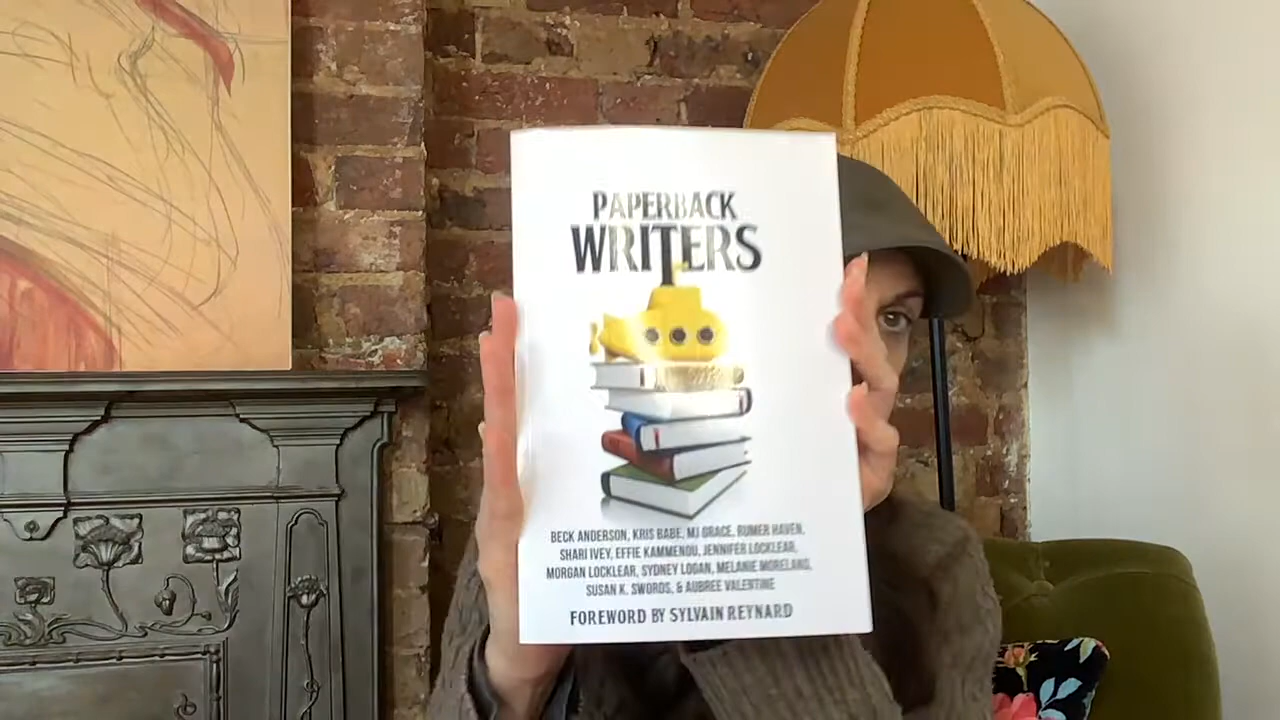 PAPERBACK
WRITERS
BECK ANDERSON, KRIS BABE, MJ GRACE, RUMER HAVEN,
SHARI IVEY, EFFIE KAMMENOU, JENNIFER LOCKLEAR,
MORGAN LOCKLEAR, SYDNEY LOGAN, MELANIE MORELAND,
SUSAN K. SWORDS, & AUBREE VALENTINE
FOREWORD BY SYLVAIN REYNARD